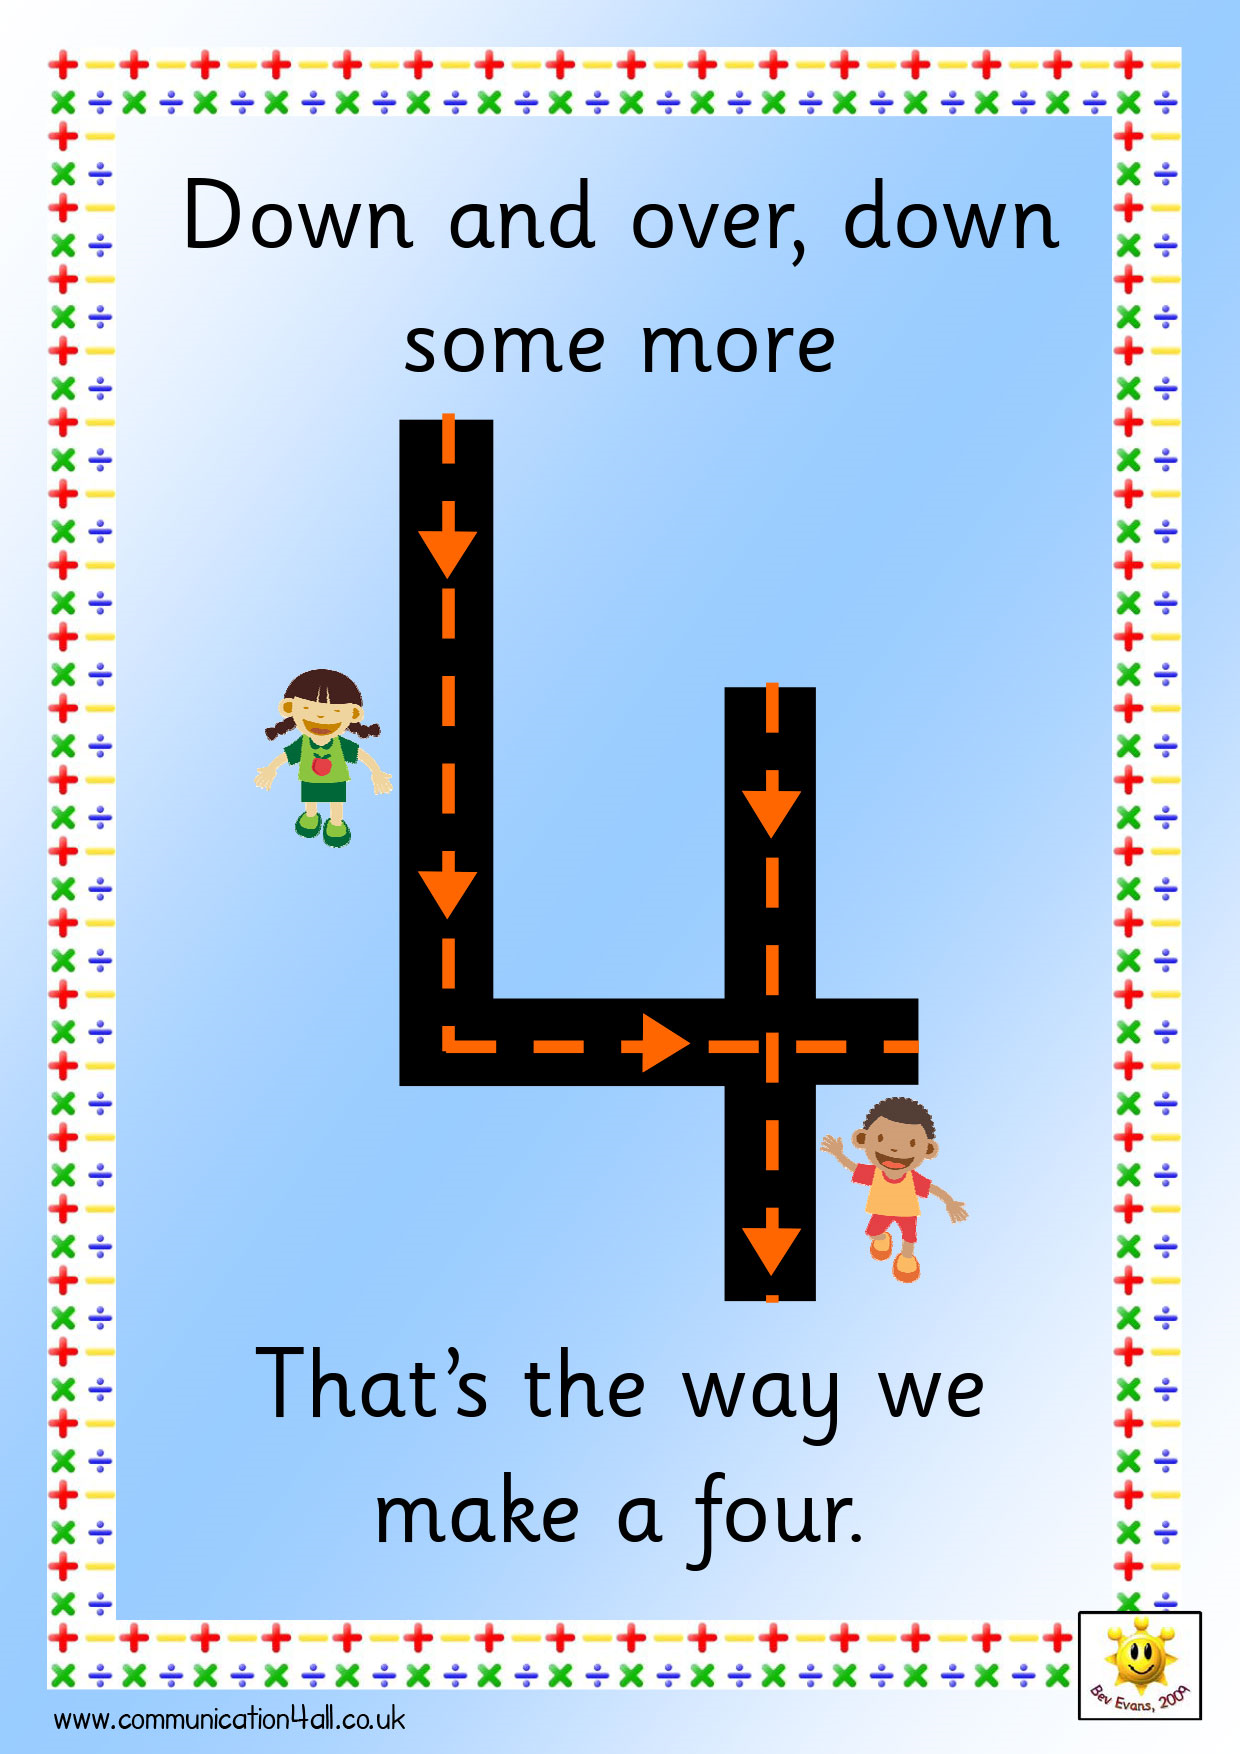 Down and over, down
some more
That's the way we
make a four.
Bev Evans, 2009
www.communication4all.co.uk